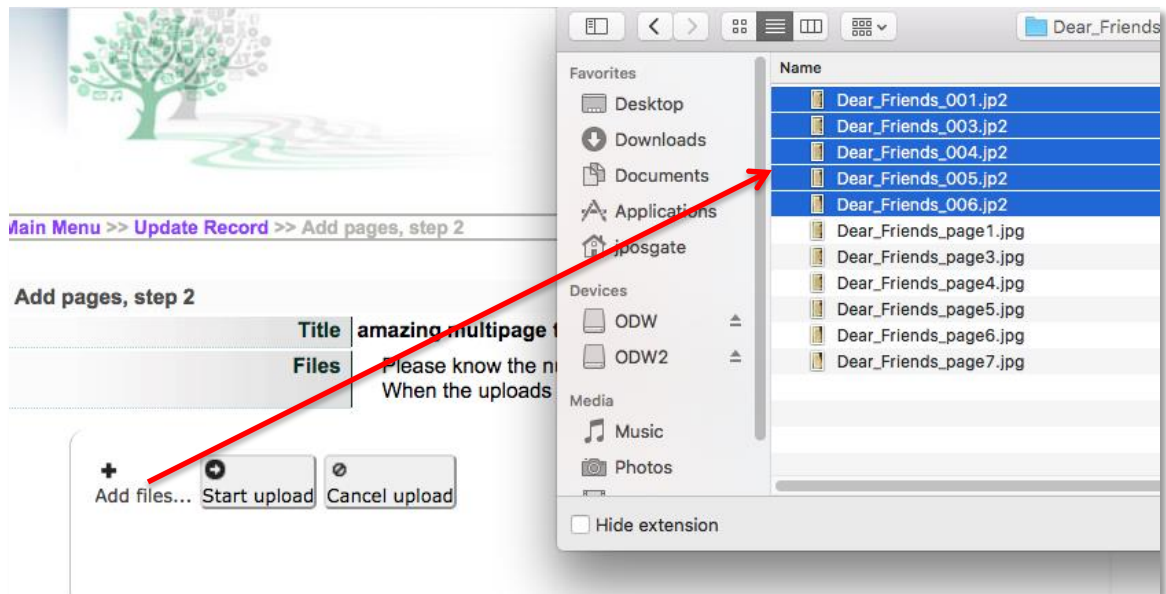 Dear_Friends
Favorites
Desktop
Downloads
Documents
Applications
jposgate
Devices
ODW
ODW2
Media
Music
Photos
Name
Dear_Friends_001.jp2
Dear_Friends_003.jp2
Dear_Friends_004.jp2
Dear_Friends_005.jp2
Dear_Friends_006.jp2
Dear_Friends_page1.jpg
Dear_Friends_page3.jpg
Dear_Friends_page4.jpg
Dear_Friends_page5.jpg
Dear_Friends_page6.jpg
Dear_Friends_page7.jpg
Hide extension
Main Menu >> Update Record >> Add pages, step 2
Add pages, step 2
Title amazing multipage
Files Please know the
When the uploads
Add files... Start upload Cancel upload